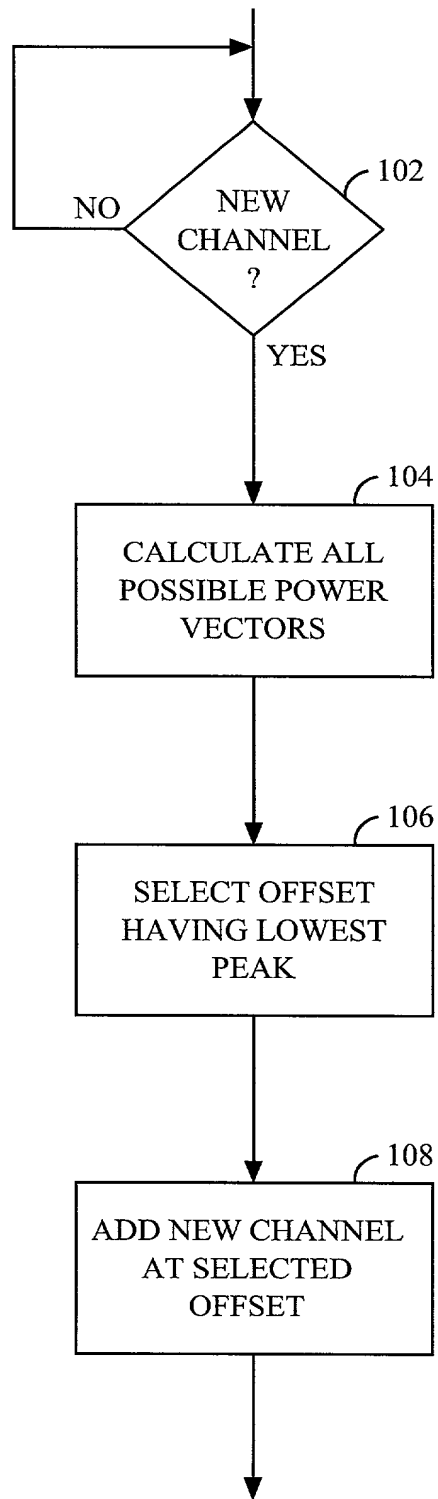 102
NEW
CHANNEL
?
NO
YES
104
CALCULATE ALL
POSSIBLE POWER
VECTORS
106
SELECT OFFSET
HAVING LOWEST
PEAK
108
ADD NEW CHANNEL
AT SELECTED
OFFSET